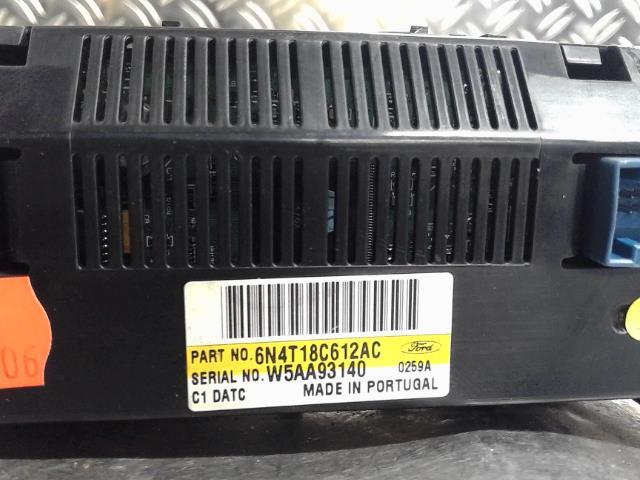 PART NO. 6N4T18C612AC Ford
SERIAL NO. W5AA93140 0259A
C1 DATC MADE IN PORTUGAL
06